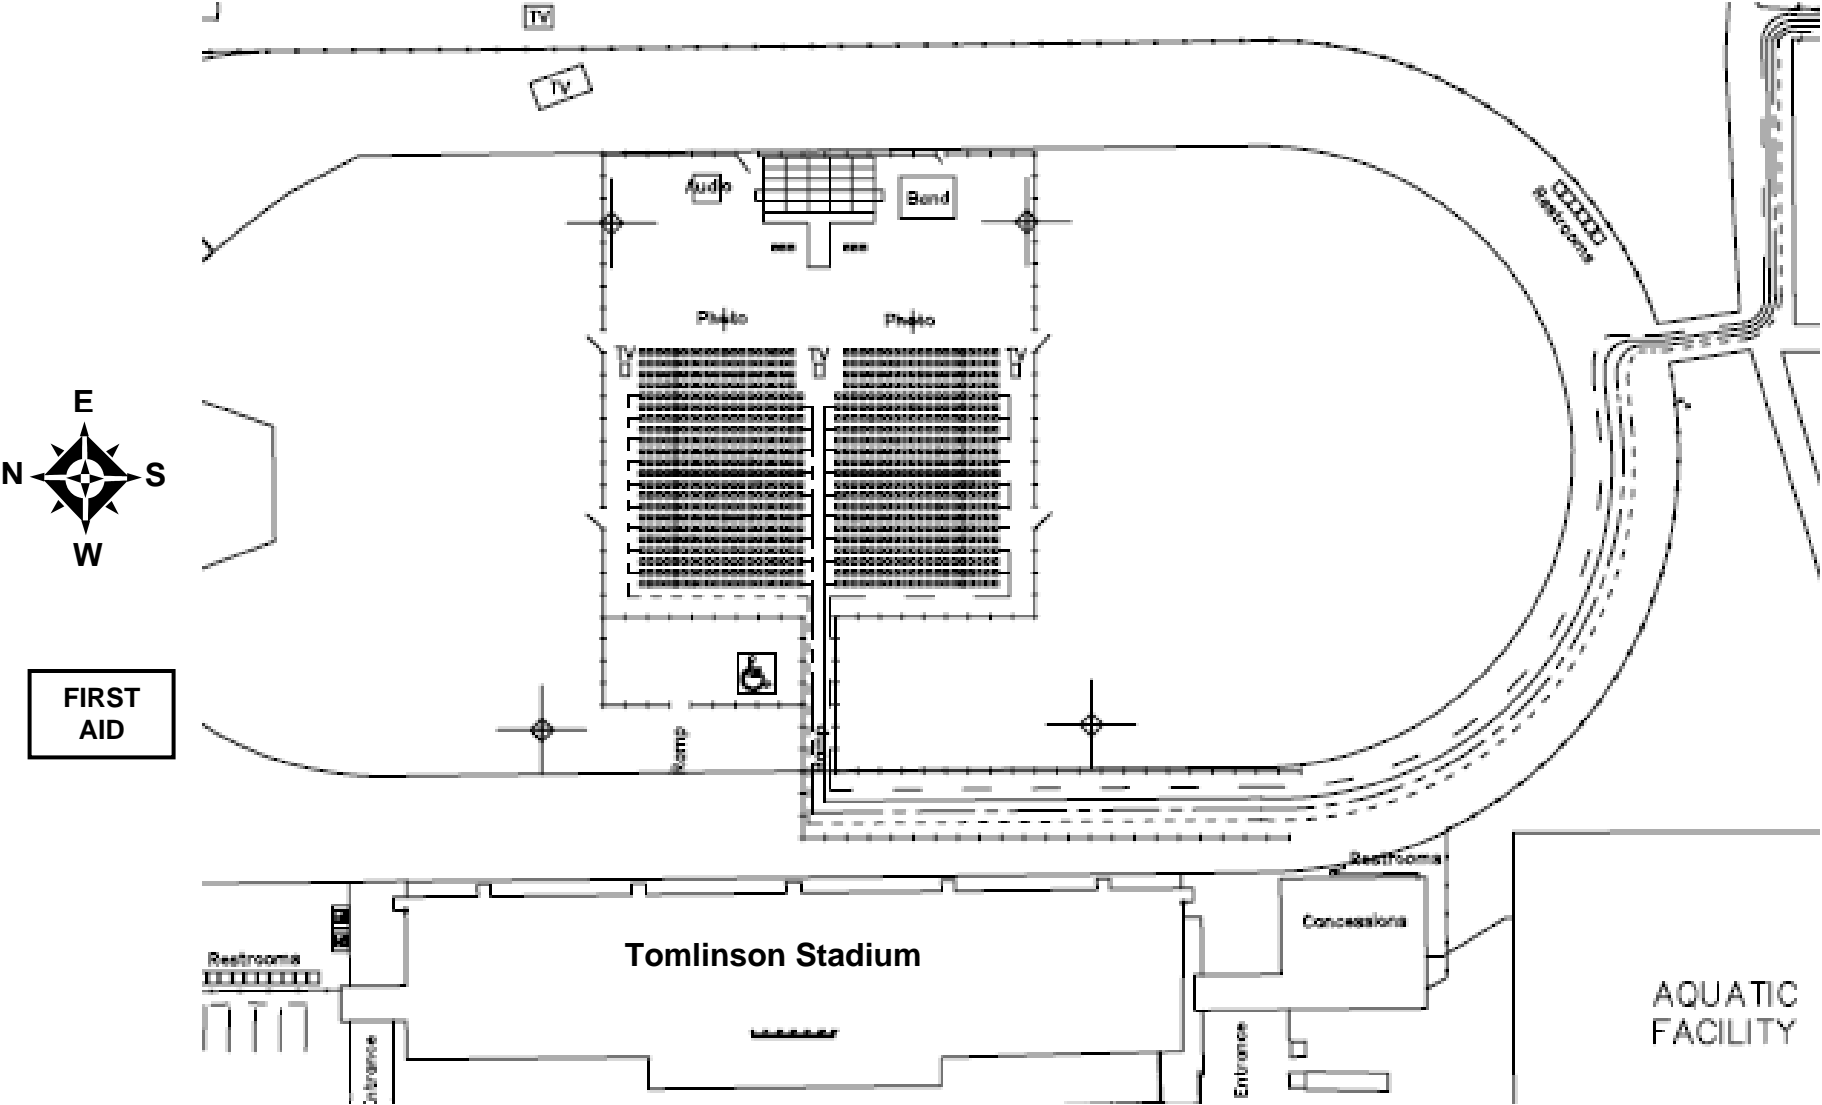 TV
TV
Audio
Band
Restrooms
Photo
Photo
TV
TV
TV
E
N
S
W
FIRST
AID
Ramp
Ramp
Restrooms
Concessions
Restrooms
Tomlinson Stadium
AQUATIC
FACILITY
Entrance
Entrance